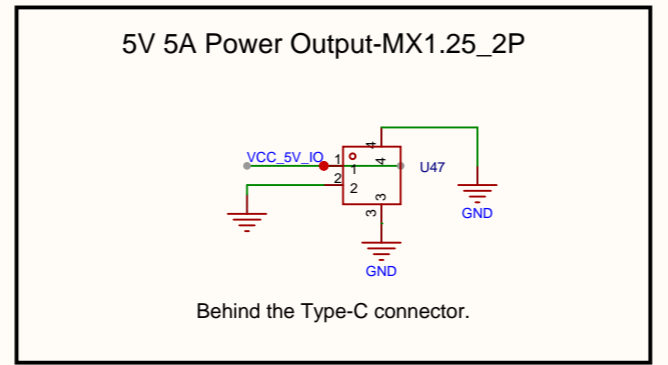 5V 5A Power Output-MX1.25_2P
4
VCC_5V_IO 1 1 4 U47
2 2
3 3
GND
GND
Behind the Type-C connector.